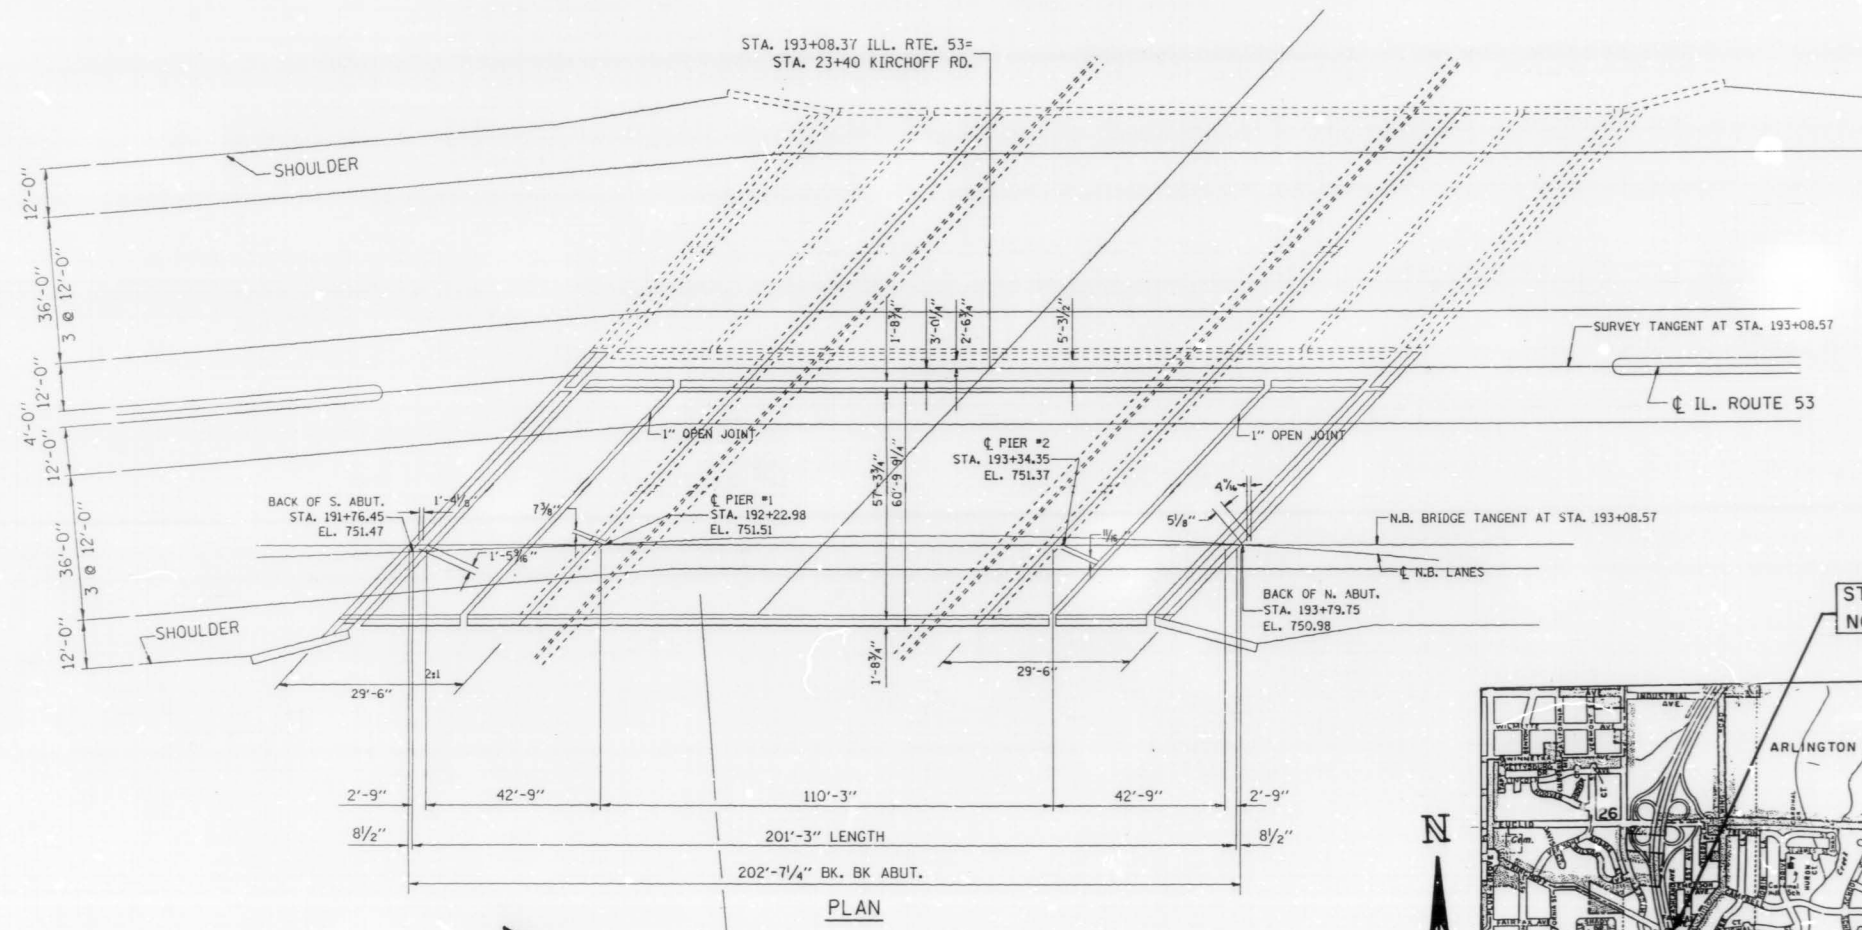 STA. 193+08.37 ILL. RTE. 53=
STA. 23+40 KIRCHOFF RD.
SHOULDER
12'-0"
36'-0"
3 @ 12'-0"
12'-0"
4'-0"
12'-0"
36'-0"
3 @ 12'-0"
12'-0"
1'-8¾"
3'-0¼"
2'-6¾"
5'-3½"
SURVEY TANGENT AT STA. 193+08.57
℄ IL. ROUTE 53
1" OPEN JOINT
1" OPEN JOINT
℄ PIER #2
STA. 193+34.35
EL. 751.37
57'-3¾"
60'-9 9¼"
BACK OF S. ABUT.
STA. 191+76.45
EL. 751.47
1'-4⅛"
7⅜"
℄ PIER #1
STA. 192+22.98
EL. 751.51
5⅛"
N.B. BRIDGE TANGENT AT STA. 193+08.57
℄ N.B. LANES
BACK OF N. ABUT.
STA. 193+79.75
EL. 750.98
SHOULDER
2:1
29'-6"
1'-8¾"
29'-6"
2'-9"
42'-9"
110'-3"
42'-9"
2'-9"
8½"
201'-3" LENGTH
8½"
202'-7¼" BK. BK ABUT.
PLAN
N
INDUSTRIAL
AVE.
ARLINGTON
26
EUCLID
Cem.